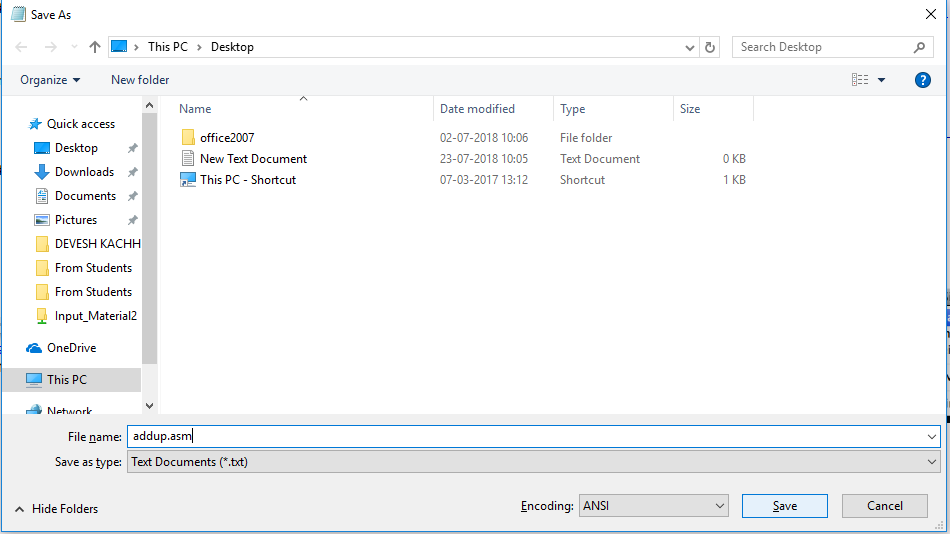 Save As
This PC > Desktop
Search Desktop
Organize
New folder
Name Date modified Type Size
office2007 02-07-2018 10:06 File folder
New Text Document 23-07-2018 10:05 Text Document 0 KB
This PC - Shortcut 07-03-2017 13:12 Shortcut 1 KB
Quick access
Desktop
Downloads
Documents
Pictures
DEVESH KACHH
From Students
From Students
Input_Material2
OneDrive
This PC
Network
File name: addup.asm
Save as type: Text Documents (*.txt)
Hide Folders
Encoding: ANSI
Save
Cancel